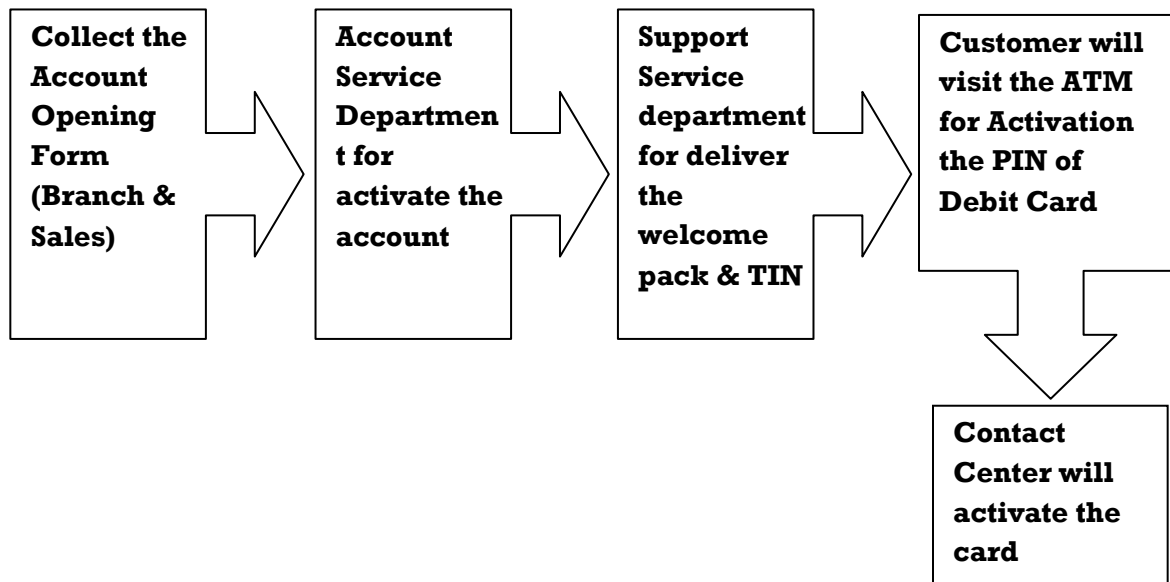 Collect the
Account
Opening
Form
(Branch &
Sales)
Account
Service
Departmen
t for
activate the
account
Support
Service
department
for deliver
the
welcome
pack & TIN
Customer will
visit the ATM
for Activation
the PIN of
Debit Card
Contact
Center will
activate the
card